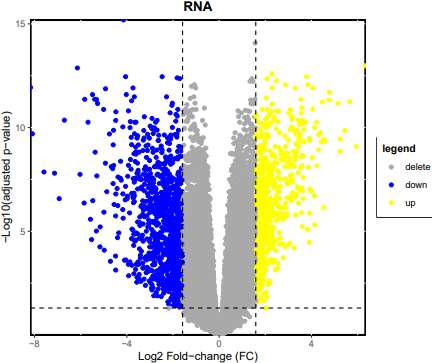 RNA
15
10
5
−Log10(adjusted p−value)
−8
−4
0
4
Log2 Fold−change (FC)
legend
delete
down
up